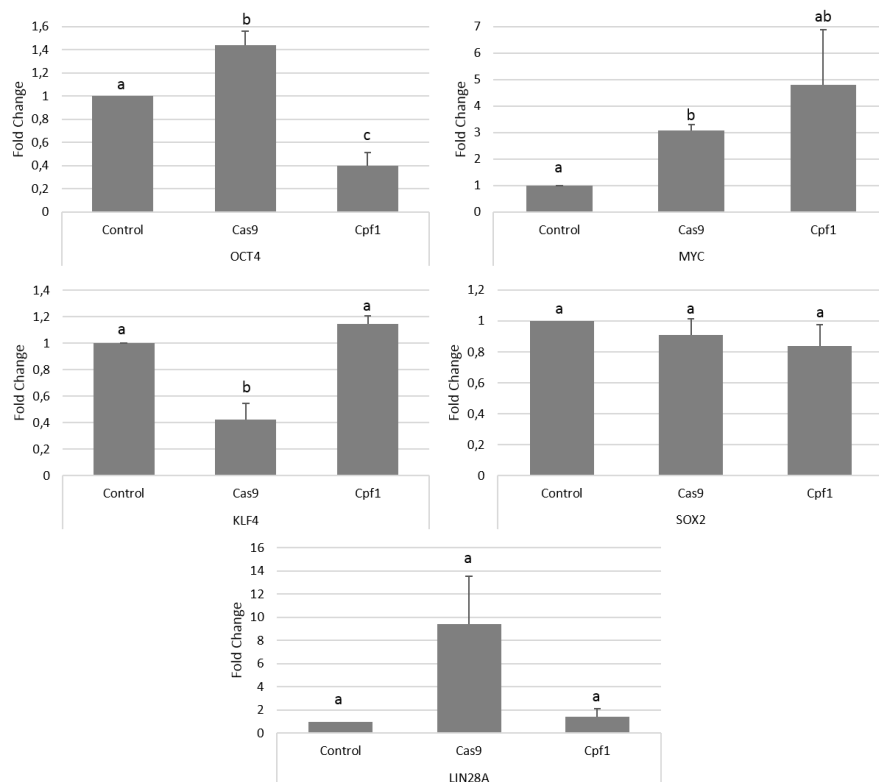 1,6
1,4
1,2
1
0,8
0,6
0,4
0,2
0
Fold Change
a
b
c
Control Cas9 Cpf1
OCT4
7
6
5
4
3
2
1
0
Fold Change
a
b
ab
Control Cas9 Cpf1
MYC
1,4
1,2
1
0,8
0,6
0,4
0,2
0
Fold Change
a
b
a
Control Cas9 Cpf1
KLF4
1,2
1
0,8
0,6
0,4
0,2
0
Fold Change
a a a
Control Cas9 Cpf1
SOX2
16
14
12
10
8
6
4
2
0
Fold Change
a
a
a
Control Cas9 Cpf1
LIN28A